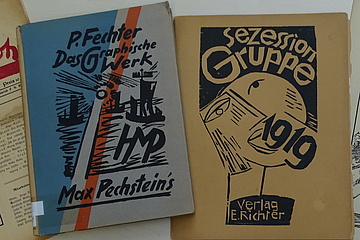 P. Fechter
Das Graphische
Werk
HMP
Max Pechstein's
Sezession
Gruppe
1919
Verlag
E. Richter